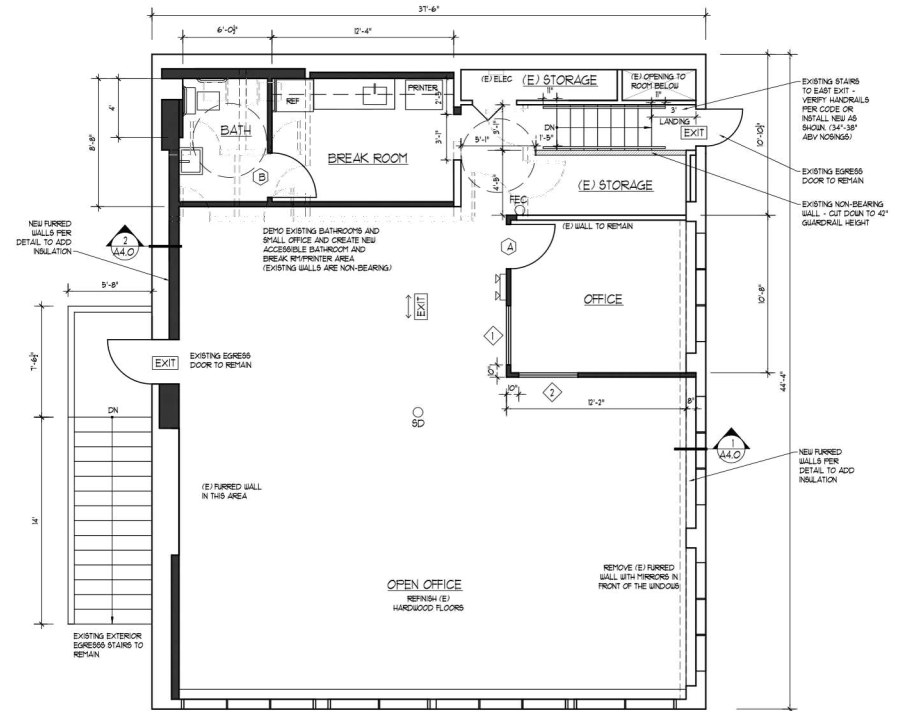 37'-6"
6'-0½"
12'-4"
(E) ELEC
(E) STORAGE
(E) OPENING TO
ROOM BELOW
PRINTER
REF
11"
11"
3'
LANDING
EXIT
DN
1'-5"
3'-1"
5'-1"
2'-5"
3'-1"
4'
8'-8"
BATH
BREAK ROOM
B
4'-8"
(E) STORAGE
FEC
10'-10½"
EXISTING STAIRS
TO EAST EXIT -
VERIFY HANDRAILS
PER CODE OR
INSTALL NEW AS
SHOWN. (34"-38"
ABV NOSINGS)
EXISTING EGRESS
DOOR TO REMAIN
EXISTING NON-BEARING
WALL - CUT DOWN TO 42"
GUARDRAIL HEIGHT
NEW FURRED
WALLS PER
DETAIL TO ADD
INSULATION
2
A4.0
DEMO EXISTING BATHROOMS AND
SMALL OFFICE AND CREATE NEW
ACCESSIBLE BATHROOM AND
BREAK RM/PRINTER AREA
(EXISTING WALLS ARE NON-BEARING)
(E) WALL TO REMAIN
A
OFFICE
10'-8"
5'-8"
EXIT
1
7'-6½"
EXIT
EXISTING EGRESS
DOOR TO REMAIN
10"
10"
2
12'-2"
8"
44'-4"
DN
SD
1
A4.0
NEW FURRED
WALLS PER
DETAIL TO ADD
INSULATION
(E) FURRED WALL
IN THIS AREA
14'
REMOVE (E) FURRED
WALL WITH MIRRORS IN
FRONT OF THE WINDOWS
OPEN OFFICE
REFINISH (E)
HARDWOOD FLOORS
EXISTING EXTERIOR
EGRESSS STAIRS TO
REMAIN